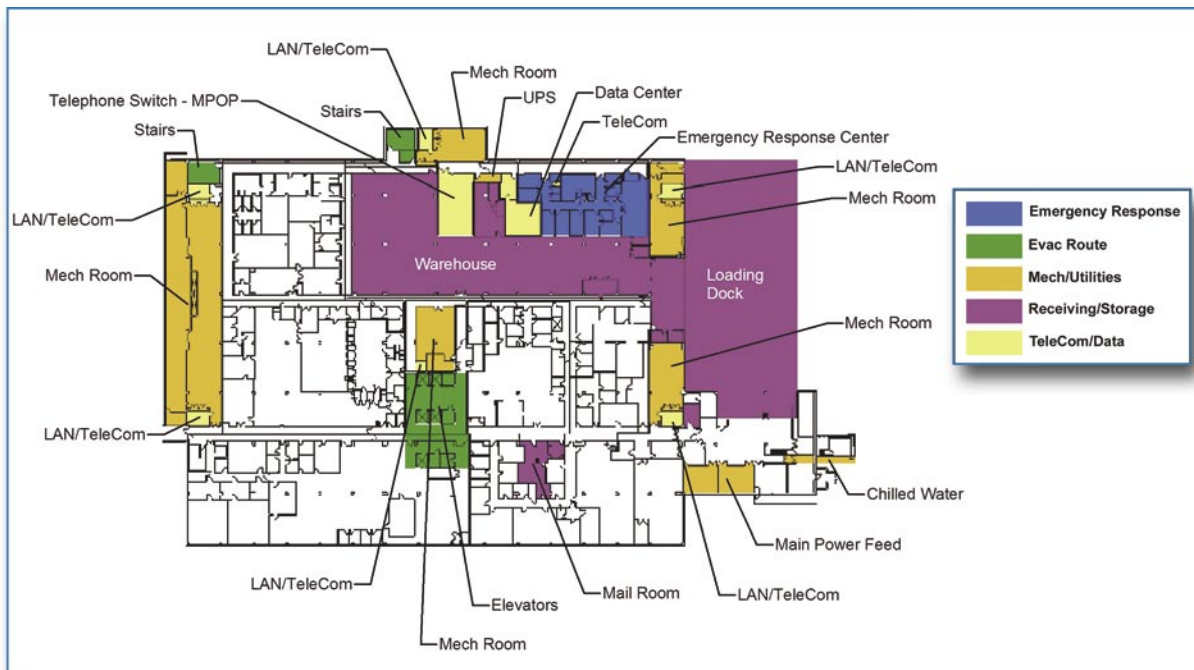 LAN/TeleCom
Mech Room
Telephone Switch - MPOP
UPS
Data Center
Stairs
TeleCom
Stairs
Emergency Response Center
LAN/TeleCom
LAN/TeleCom
Mech Room
Mech Room
Warehouse
Loading
Dock
Mech Room
LAN/TeleCom
Chilled Water
Main Power Feed
LAN/TeleCom
Mail Room
LAN/TeleCom
Elevators
Mech Room
Emergency Response
Evac Route
Mech/Utilities
Receiving/Storage
TeleCom/Data